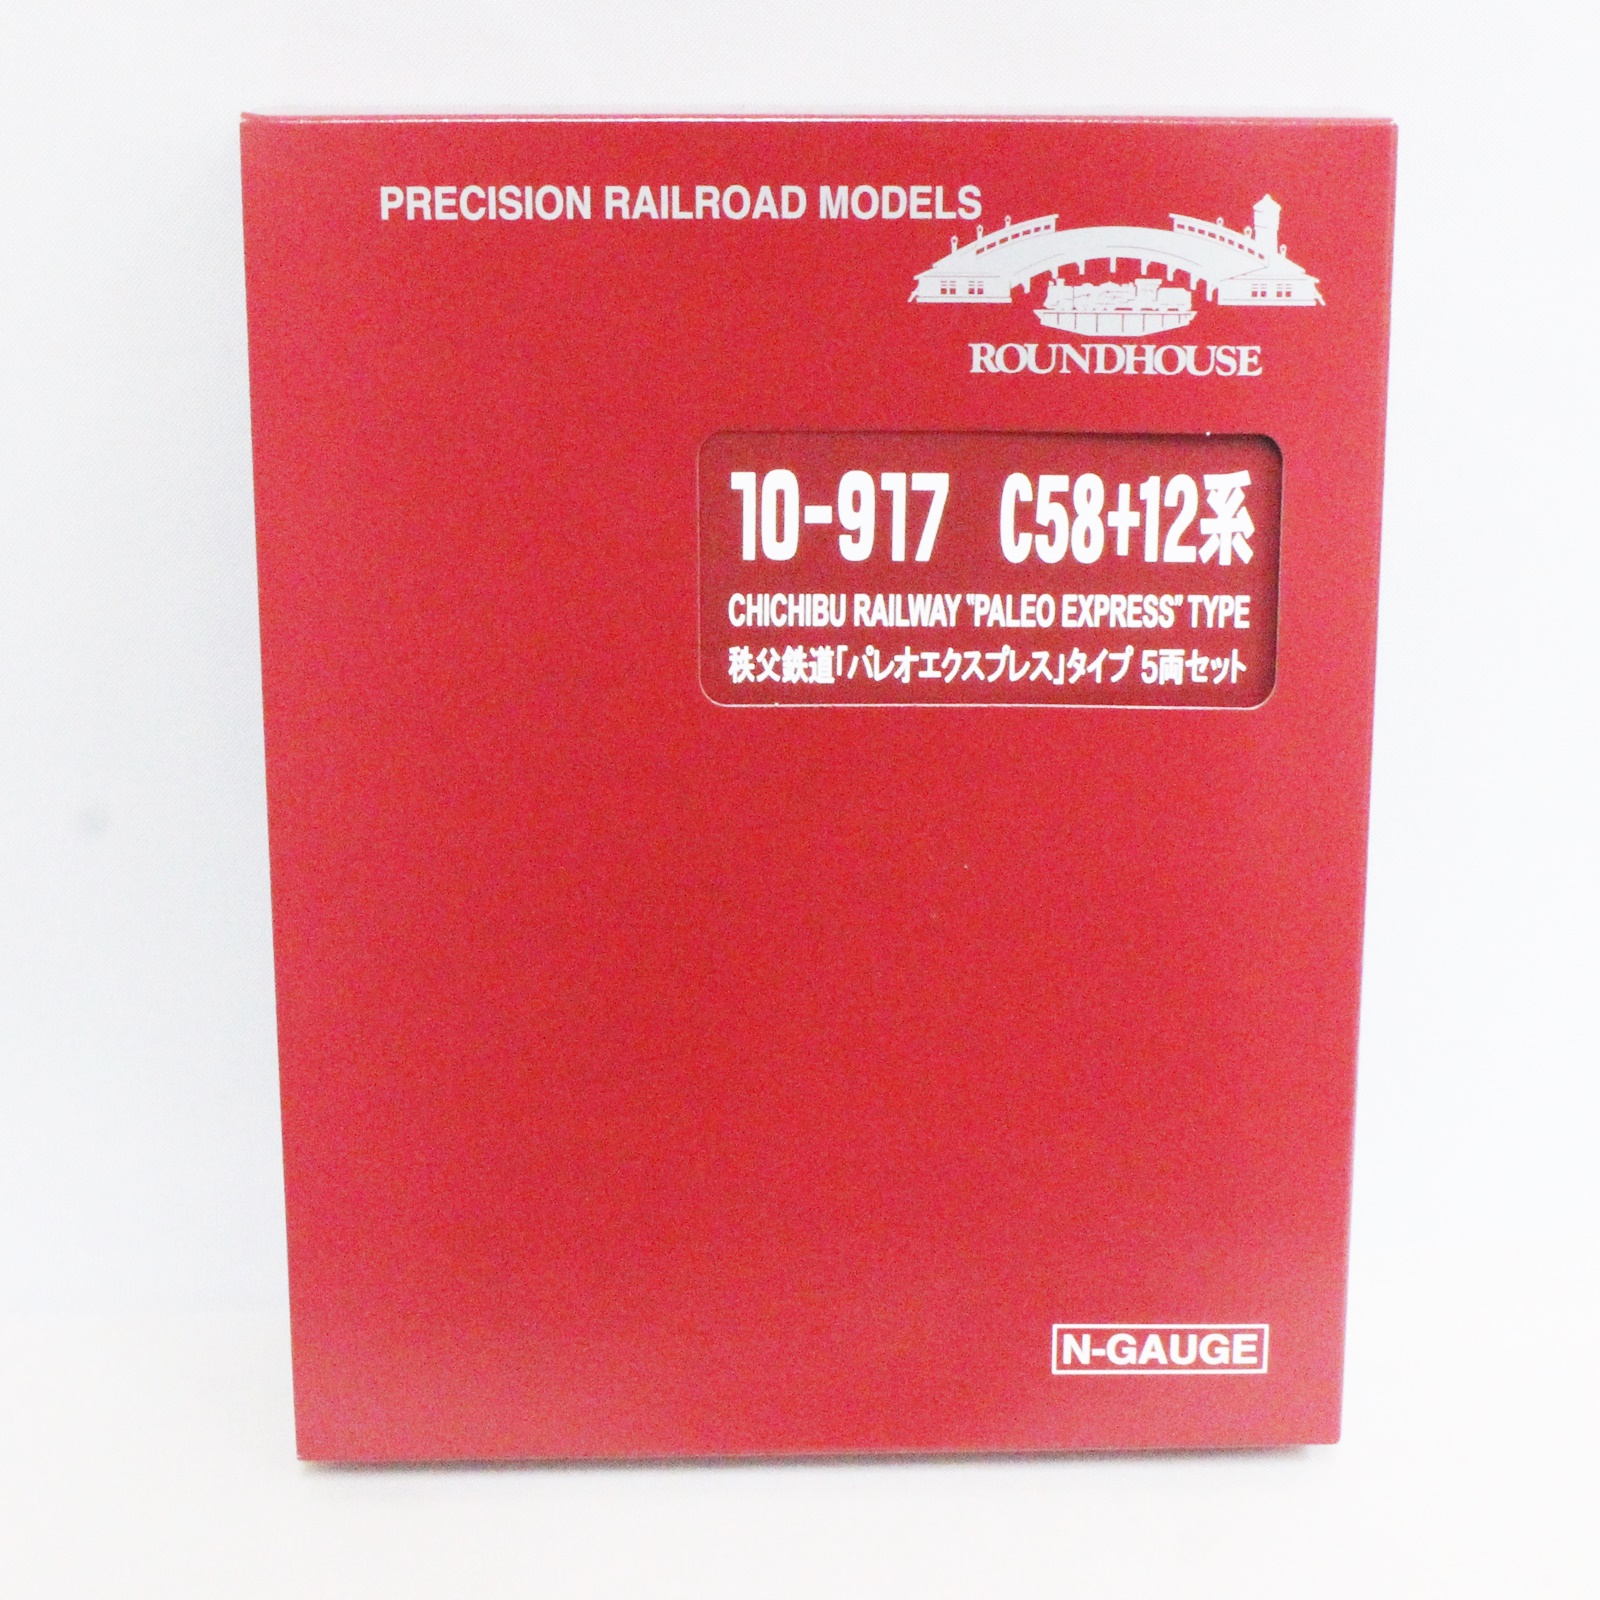 PRECISION RAILROAD MODELS
ROUNDHOUSE
10-917 C58+12系
CHICHIBU RAILWAY "PALEO EXPRESS" TYPE
秩父鉄道「パレオエクスプレス」タイプ 5両セット
N-GAUGE